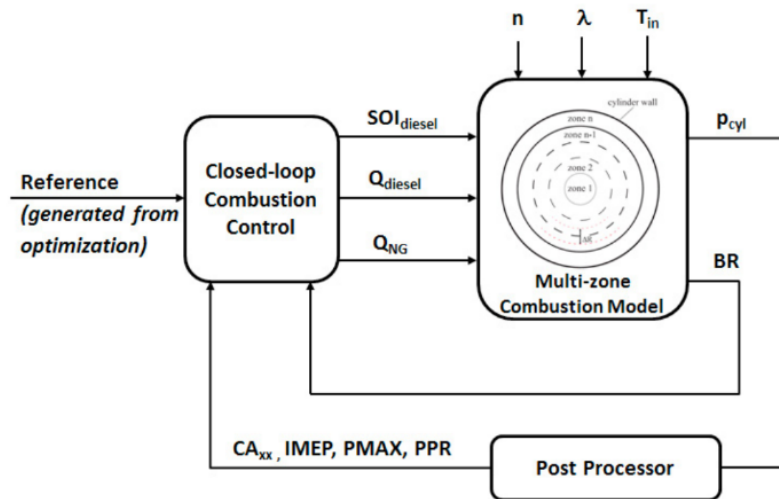 n
λ
T_in
SOI_diesel
Q_diesel
Q_NG
Reference
(generated from
optimization)
Closed-loop
Combustion
Control
cylinder wall
zone n
zone n-1
zone 2
zone 1
Multi-zone
Combustion Model
p_cyl
BR
CA_xx , IMEP, PMAX, PPR
Post Processor